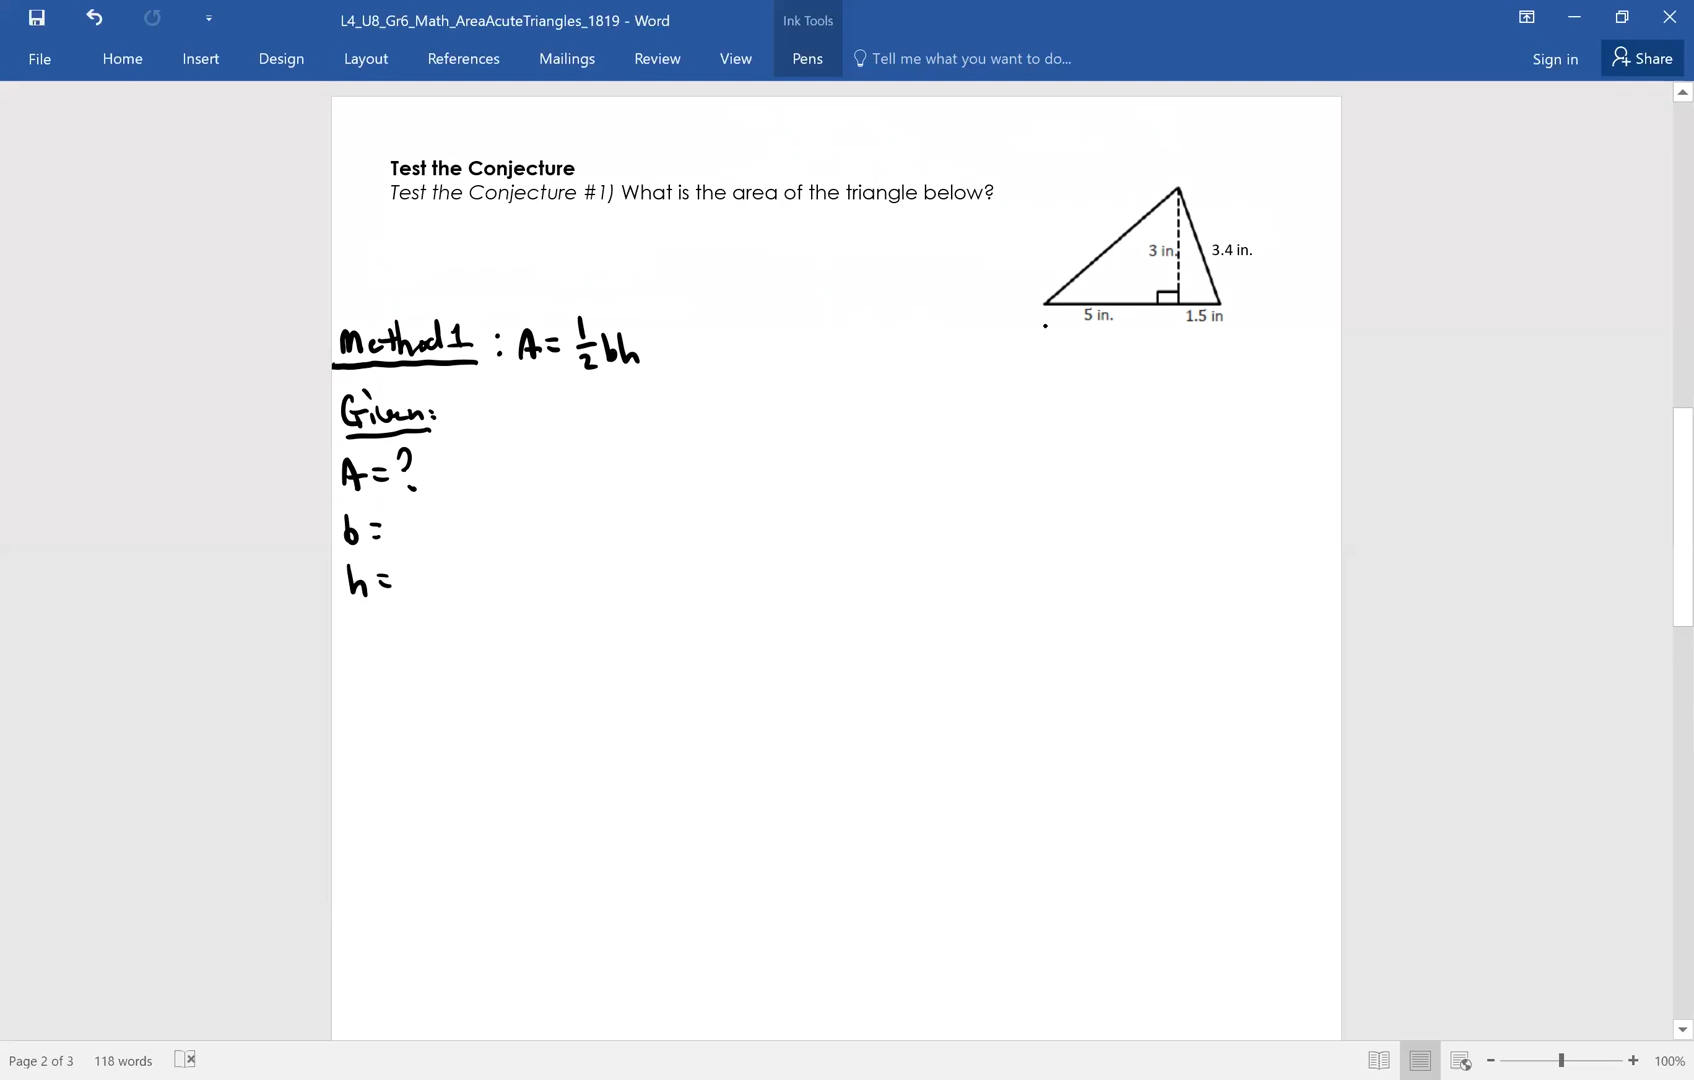 L4_U8_Gr6_Math_AreaAcuteTriangles_1819 - Word
Ink Tools
File Home Insert Design Layout References Mailings Review View Pens Tell me what you want to do... Sign in Share
Test the Conjecture
Test the Conjecture #1) What is the area of the triangle below?
3 in.
3.4 in.
5 in.
1.5 in
Method 1 : A = 1/2 bh
Given:
A = ?
b =
h =
Page 2 of 3 118 words 100%